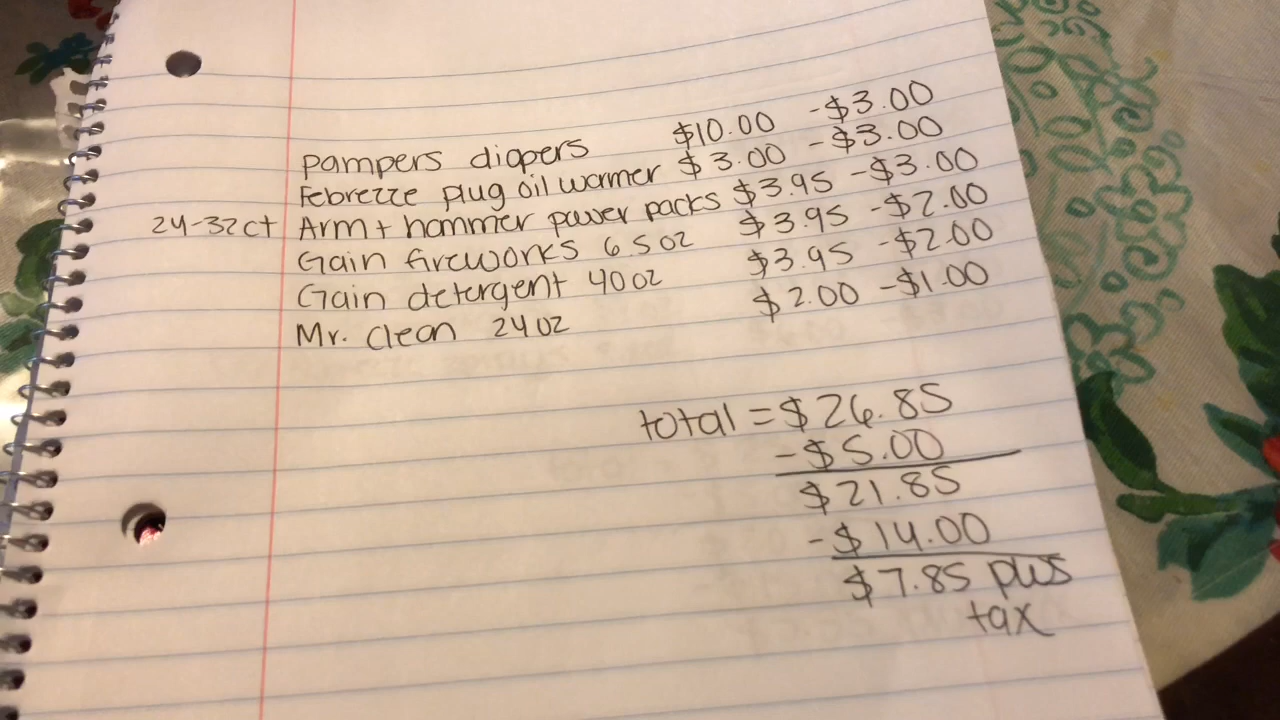 pampers diapers $10.00 -$3.00
Febrezze plug oil warmer $3.00 -$3.00
24-32ct Arm + hammer power packs $3.95 -$3.00
Gain fireworks 6.5oz $3.95 -$2.00
Gain detergent 40oz $3.95 -$2.00
Mr. clean 24oz $2.00 -$1.00
total = $26.85
-$5.00
$21.85
-$14.00
$7.85 plus
tax